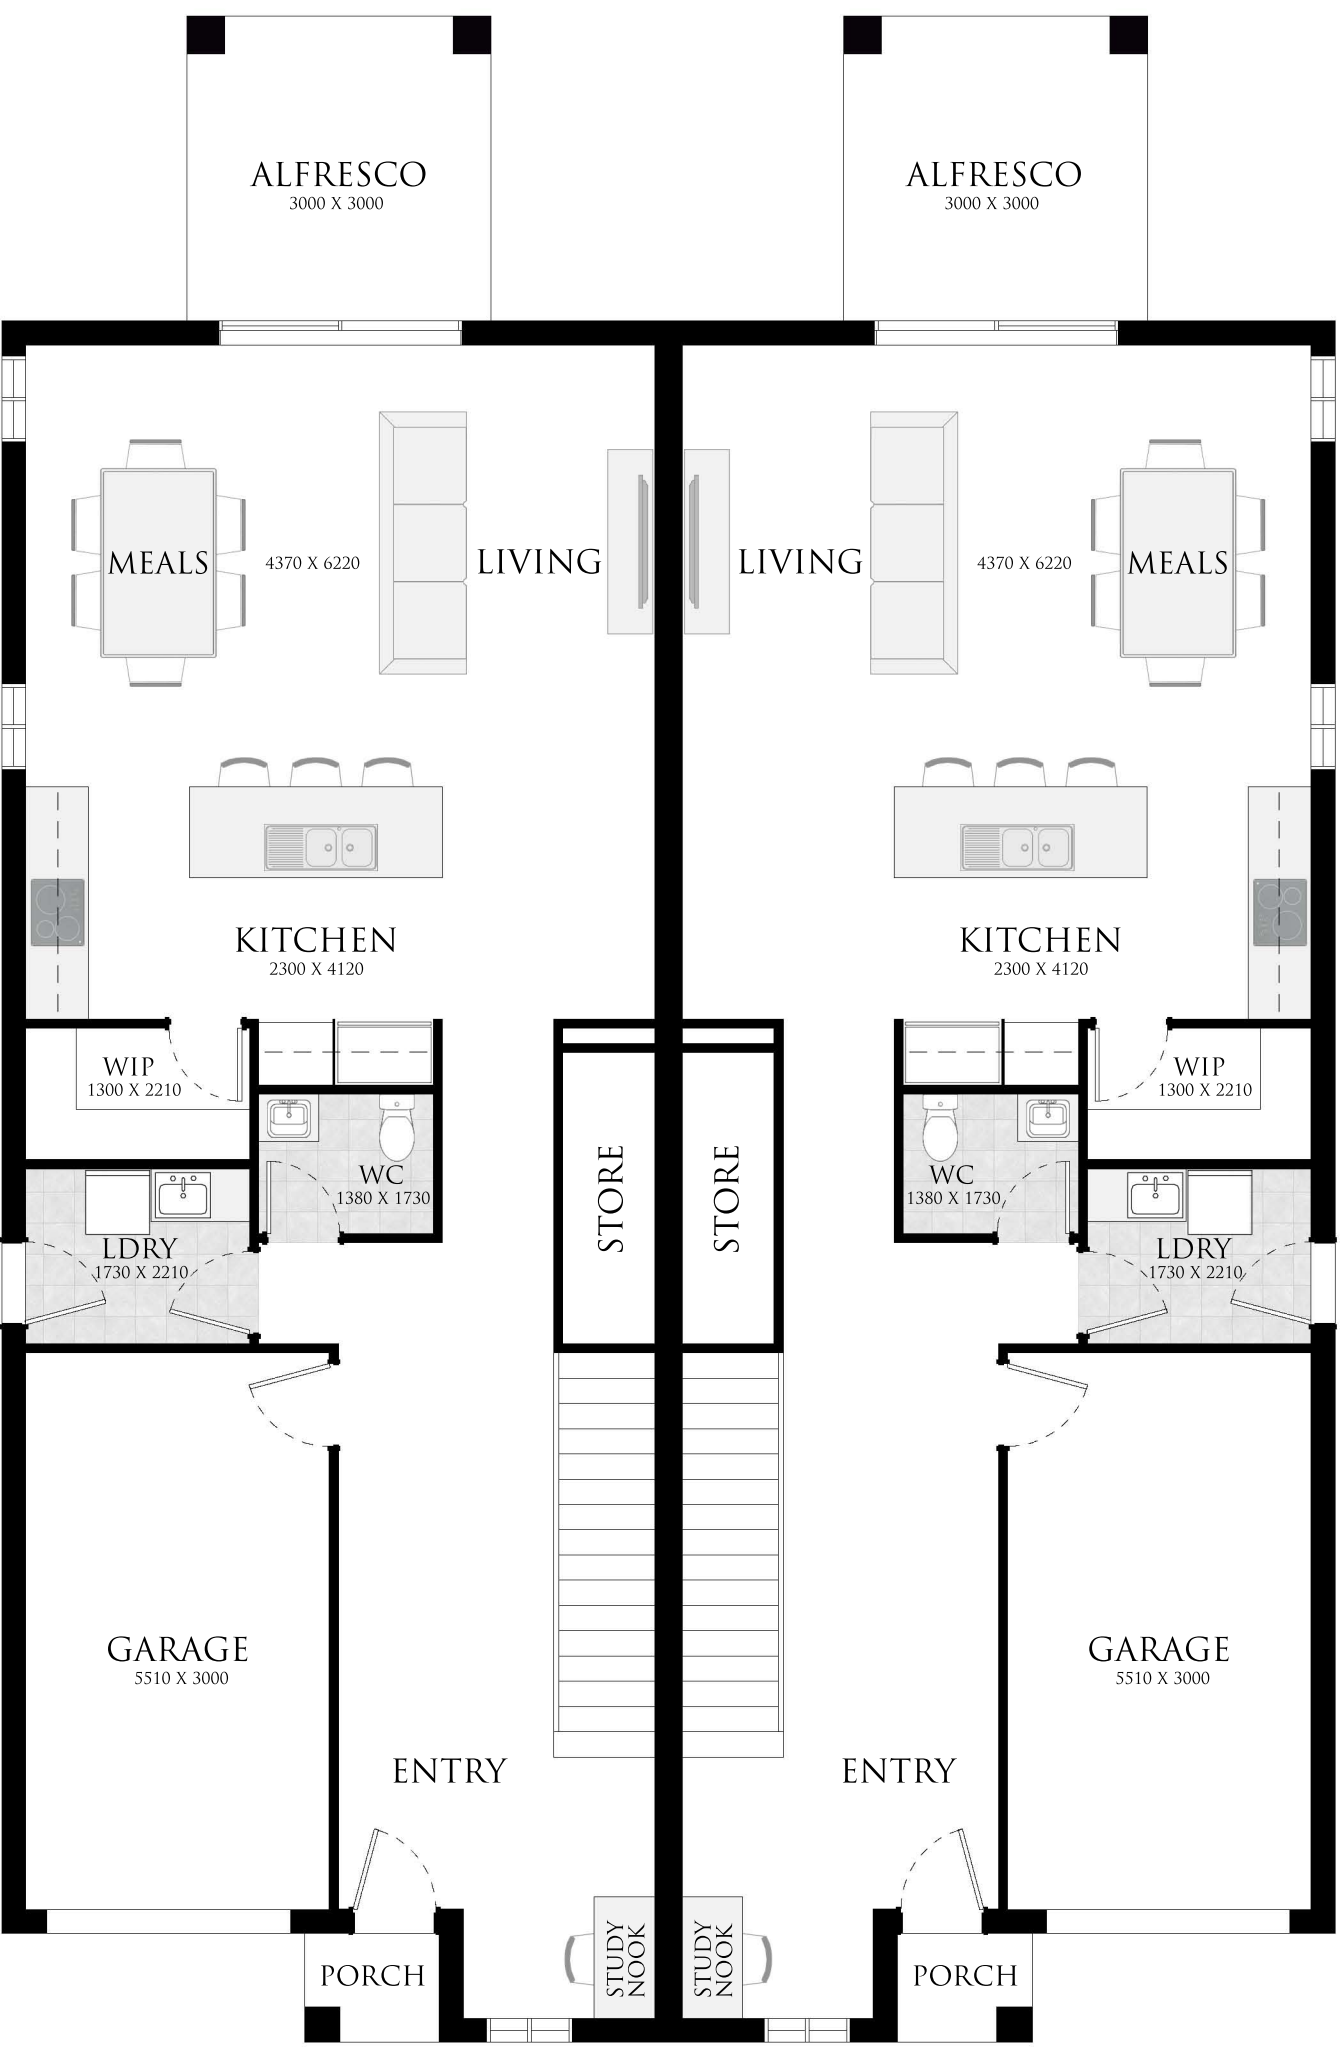 ALFRESCO
3000 X 3000
ALFRESCO
3000 X 3000
MEALS
4370 X 6220
LIVING
LIVING
4370 X 6220
MEALS
KITCHEN
2300 X 4120
KITCHEN
2300 X 4120
WIP
1300 X 2210
WIP
1300 X 2210
WC
1380 X 1730
STORE
STORE
WC
1380 X 1730
LDRY
1730 X 2210
LDRY
1730 X 2210
GARAGE
5510 X 3000
GARAGE
5510 X 3000
ENTRY
ENTRY
STUDY
NOOK
STUDY
NOOK
PORCH
PORCH